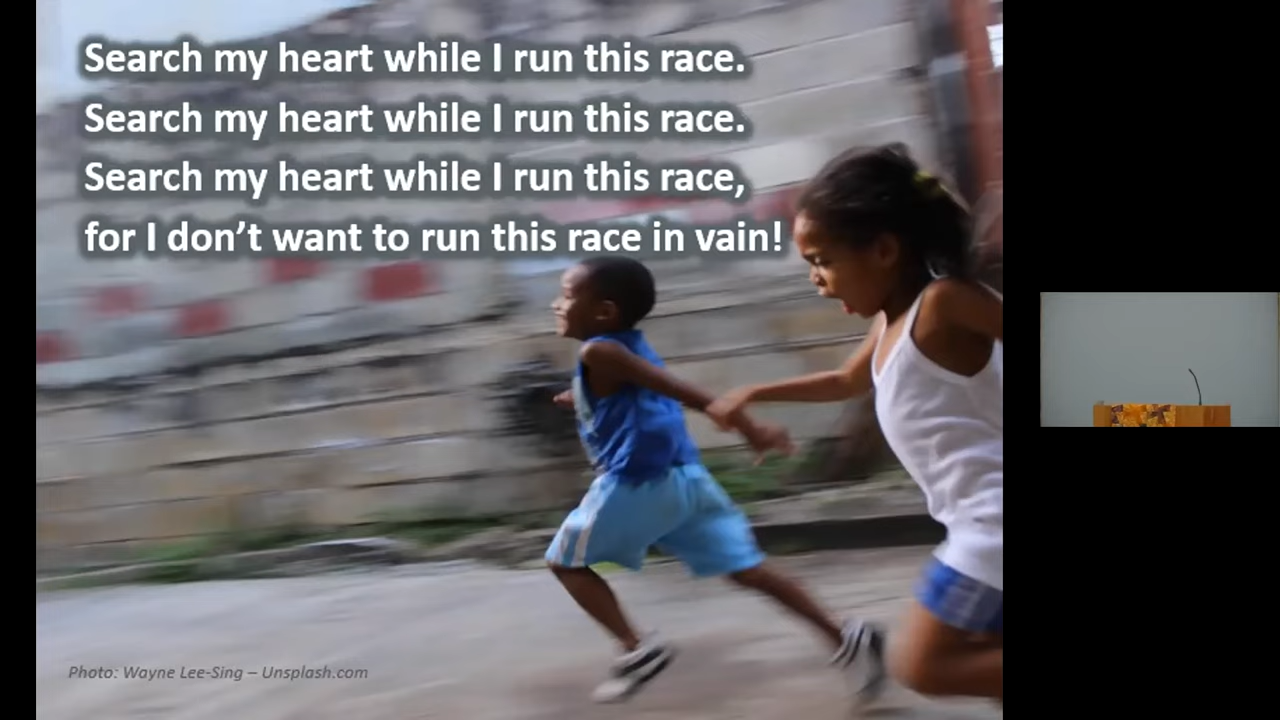 Search my heart while I run this race.
Search my heart while I run this race.
Search my heart while I run this race,
for I don’t want to run this race in vain!
Photo: Wayne Lee-Sing – Unsplash.com